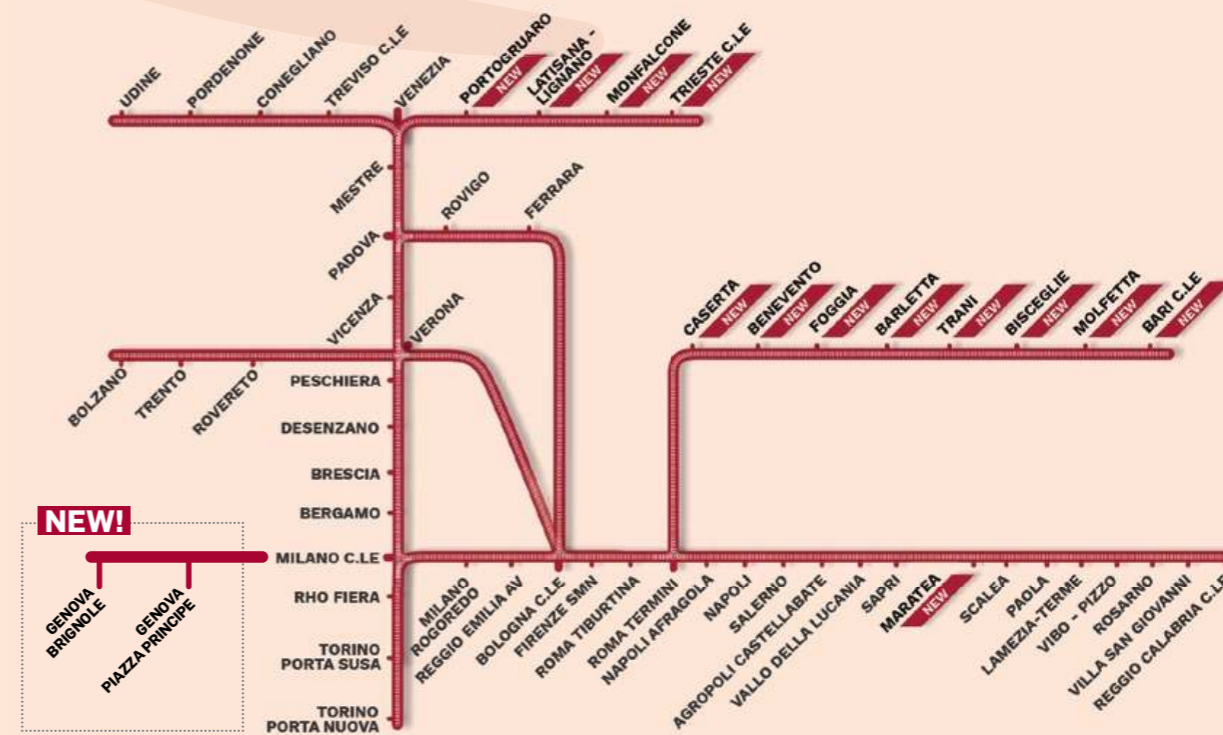 UDINE
PORDENONE
CONEGLIANO
TREVISO C.LE
VENEZIA
PORTOGRUARO
NEW
LATISANA –
LIGNANO
NEW
MONFALCONE
NEW
TRIESTE C.LE
NEW
MESTRE
PADOVA
ROVIGO
FERRARA
VICENZA
VERONA
CASERTA
NEW
BENEVENTO
NEW
FOGGIA
NEW
BARLETTA
NEW
TRANI
NEW
BISCEGLIE
NEW
MOLFETTA
NEW
BARI C.LE
NEW
BOLZANO
TRENTO
ROVERETO
PESCHIERA
DESENZANO
BRESCIA
BERGAMO
NEW!
GENOVA
BRIGNOLE
GENOVA
PIAZZA PRINCIPE
MILANO C.LE
RHO FIERA
TORINO
PORTA SUSA
TORINO
PORTA NUOVA
MILANO
ROGOREDO
REGGIO EMILIA AV
BOLOGNA C.LE
FIRENZE SMN
ROMA TIBURTINA
ROMA TERMINI
NAPOLI AFRAGOLA
NAPOLI
SALERNO
AGROPOLI CASTELLABATE
VALLO DELLA LUCANIA
SAPRI
MARATEA
NEW
SCALEA
PAOLA
LAMEZIA-TERME
VIBO - PIZZO
ROSARNO
VILLA SAN GIOVANNI
REGGIO CALABRIA C.LE